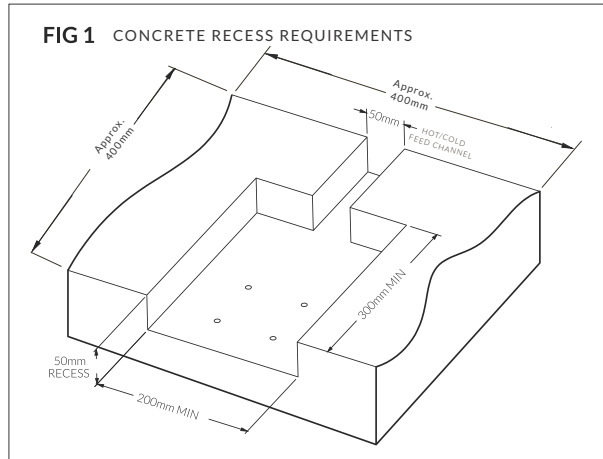 FIG 1 CONCRETE RECESS REQUIREMENTS
Approx.
400mm
Approx.
400mm
50mm
HOT/COLD
FEED CHANNEL
300mm MIN
50mm
RECESS
200mm MIN